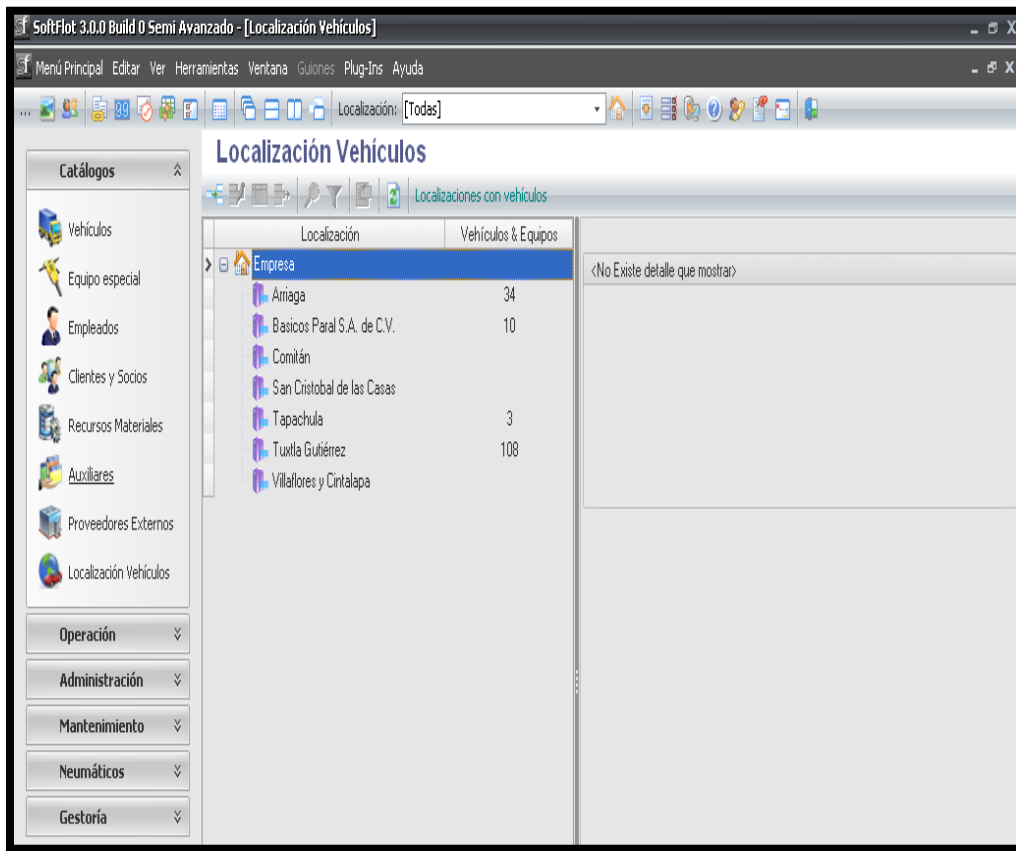 SoftFlot 3.0.0 Build 0 Semi Avanzado - [Localización Vehículos]
Menú Principal Editar Ver Herramientas Ventana Guiones Plug-Ins Ayuda
... 99 Localización: [Todas]
Localización Vehículos
Localizaciones con vehículos
Catálogos
Vehículos
Equipo especial
Empleados
Clientes y Socios
Recursos Materiales
Auxiliares
Proveedores Externos
Localización Vehículos
Operación
Administración
Mantenimiento
Neumáticos
Gestoría
Localización Vehículos & Equipos
Empresa
Arriaga 34
Basicos Paral S.A. de C.V. 10
Comitán
San Cristobal de las Casas
Tapachula 3
Tuxtla Gutiérrez 108
Villaflores y Cintalapa
<No Existe detalle que mostrar>